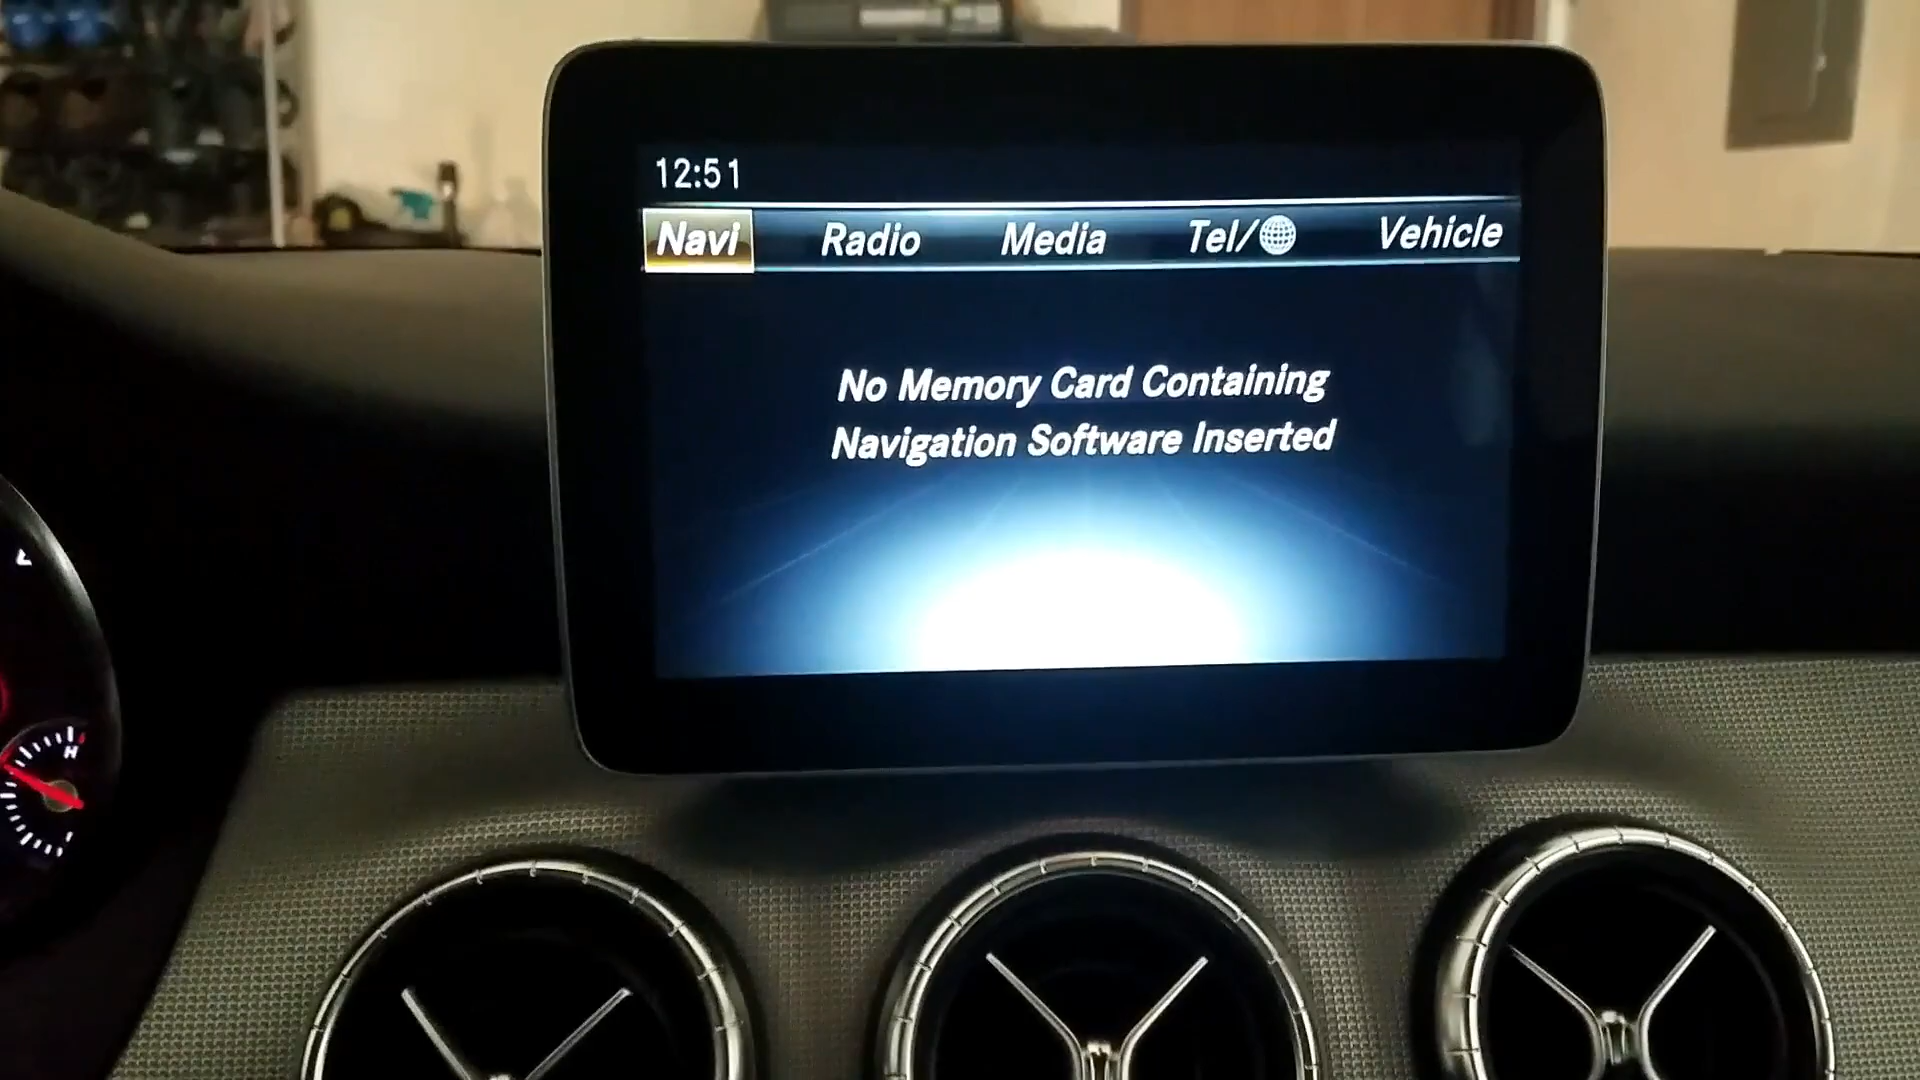 12:51
Navi Radio Media Tel/ Vehicle
No Memory Card Containing
Navigation Software Inserted
H